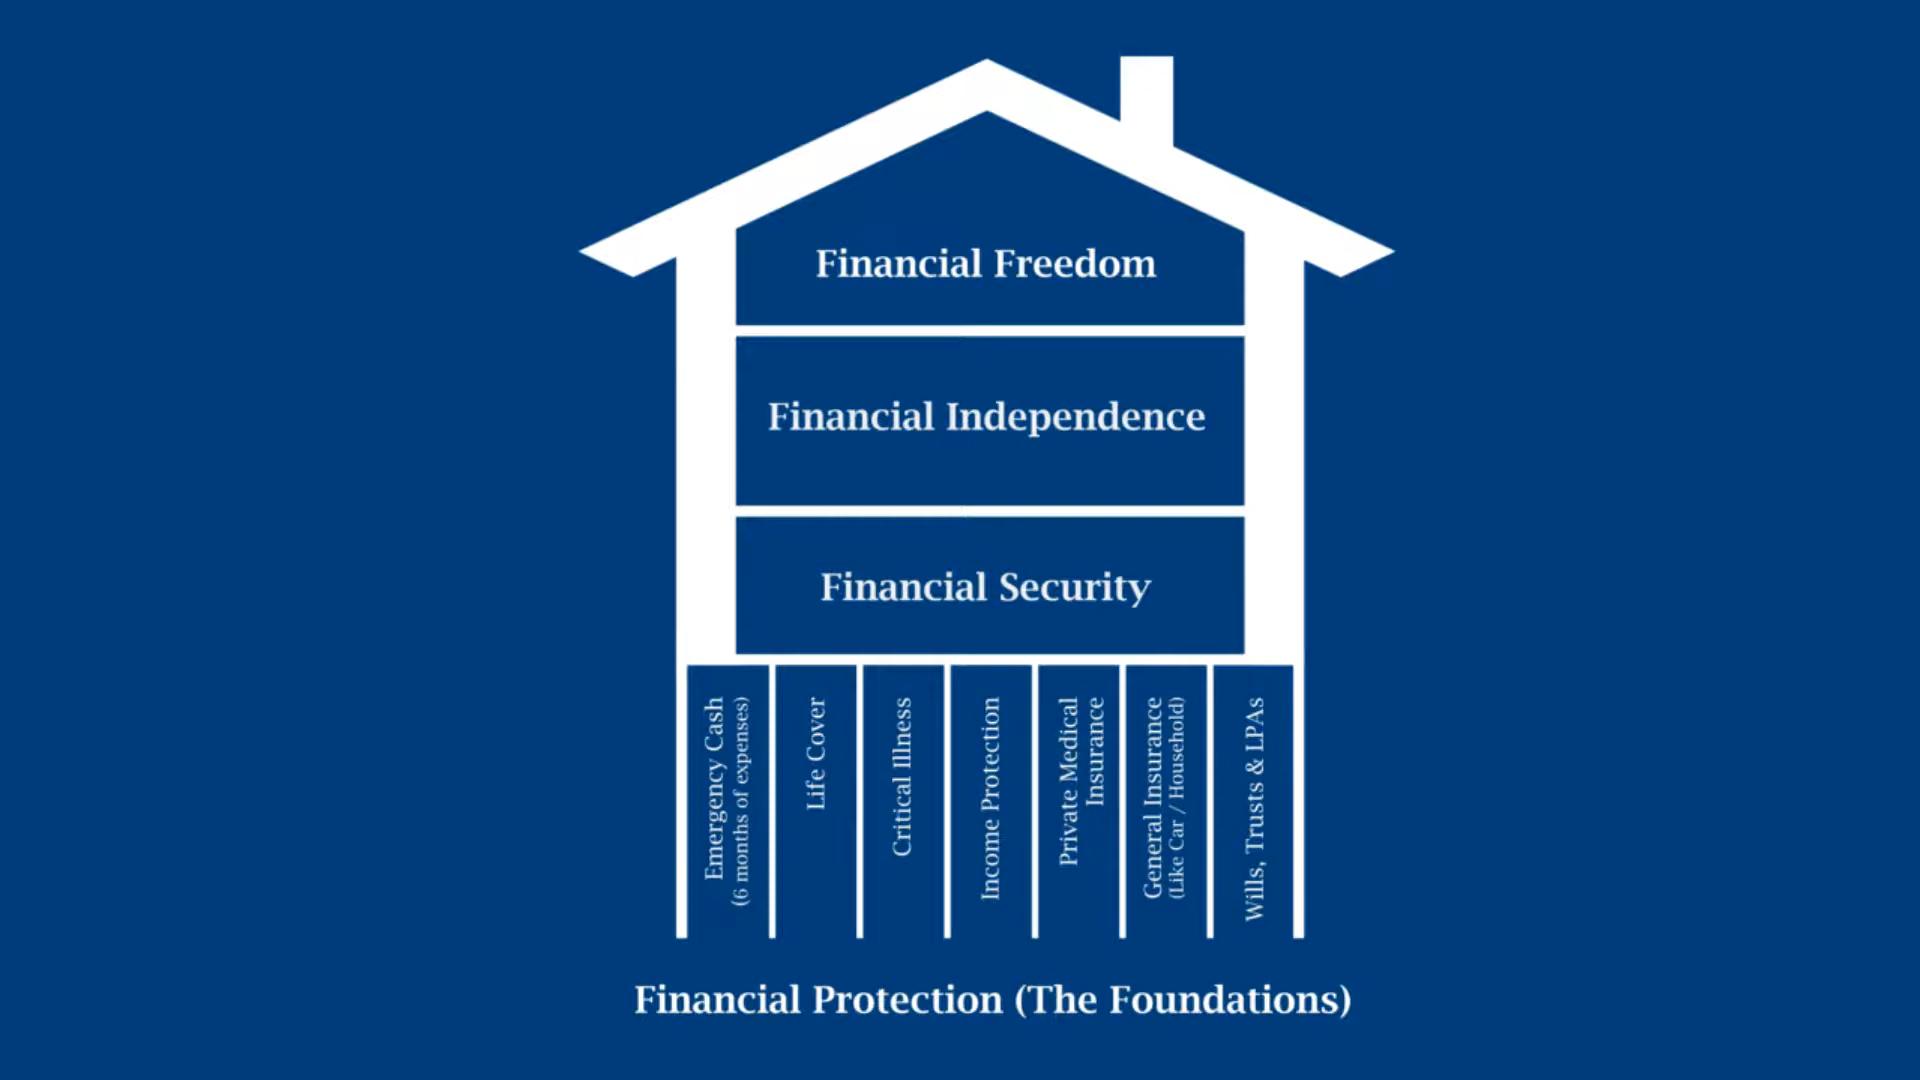 Financial Freedom
Financial Independence
Financial Security
Emergency Cash
(6 months of expenses)
Life Cover
Critical Illness
Income Protection
Private Medical
Insurance
General Insurance
(Like Car / Household)
Wills, Trusts & LPAs
Financial Protection (The Foundations)